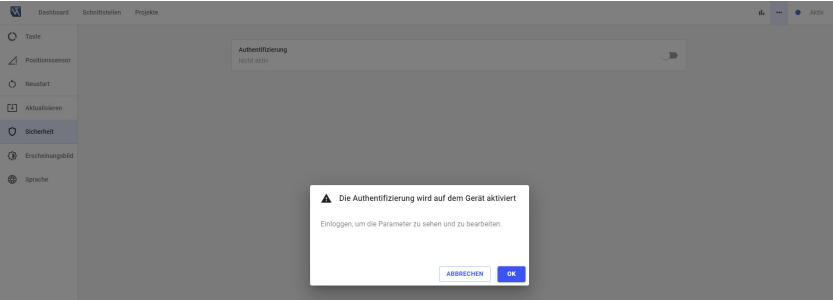 Dashboard Schnittstellen Projekte Aktiv
Taste
Positionssensor
Neustart
Aktualisieren
Sicherheit
Erscheinungsbild
Sprache
Authentifizierung
Nicht aktiv
Die Authentifizierung wird auf dem Gerät aktiviert
Einloggen, um die Parameter zu sehen und zu bearbeiten.
ABBRECHEN OK